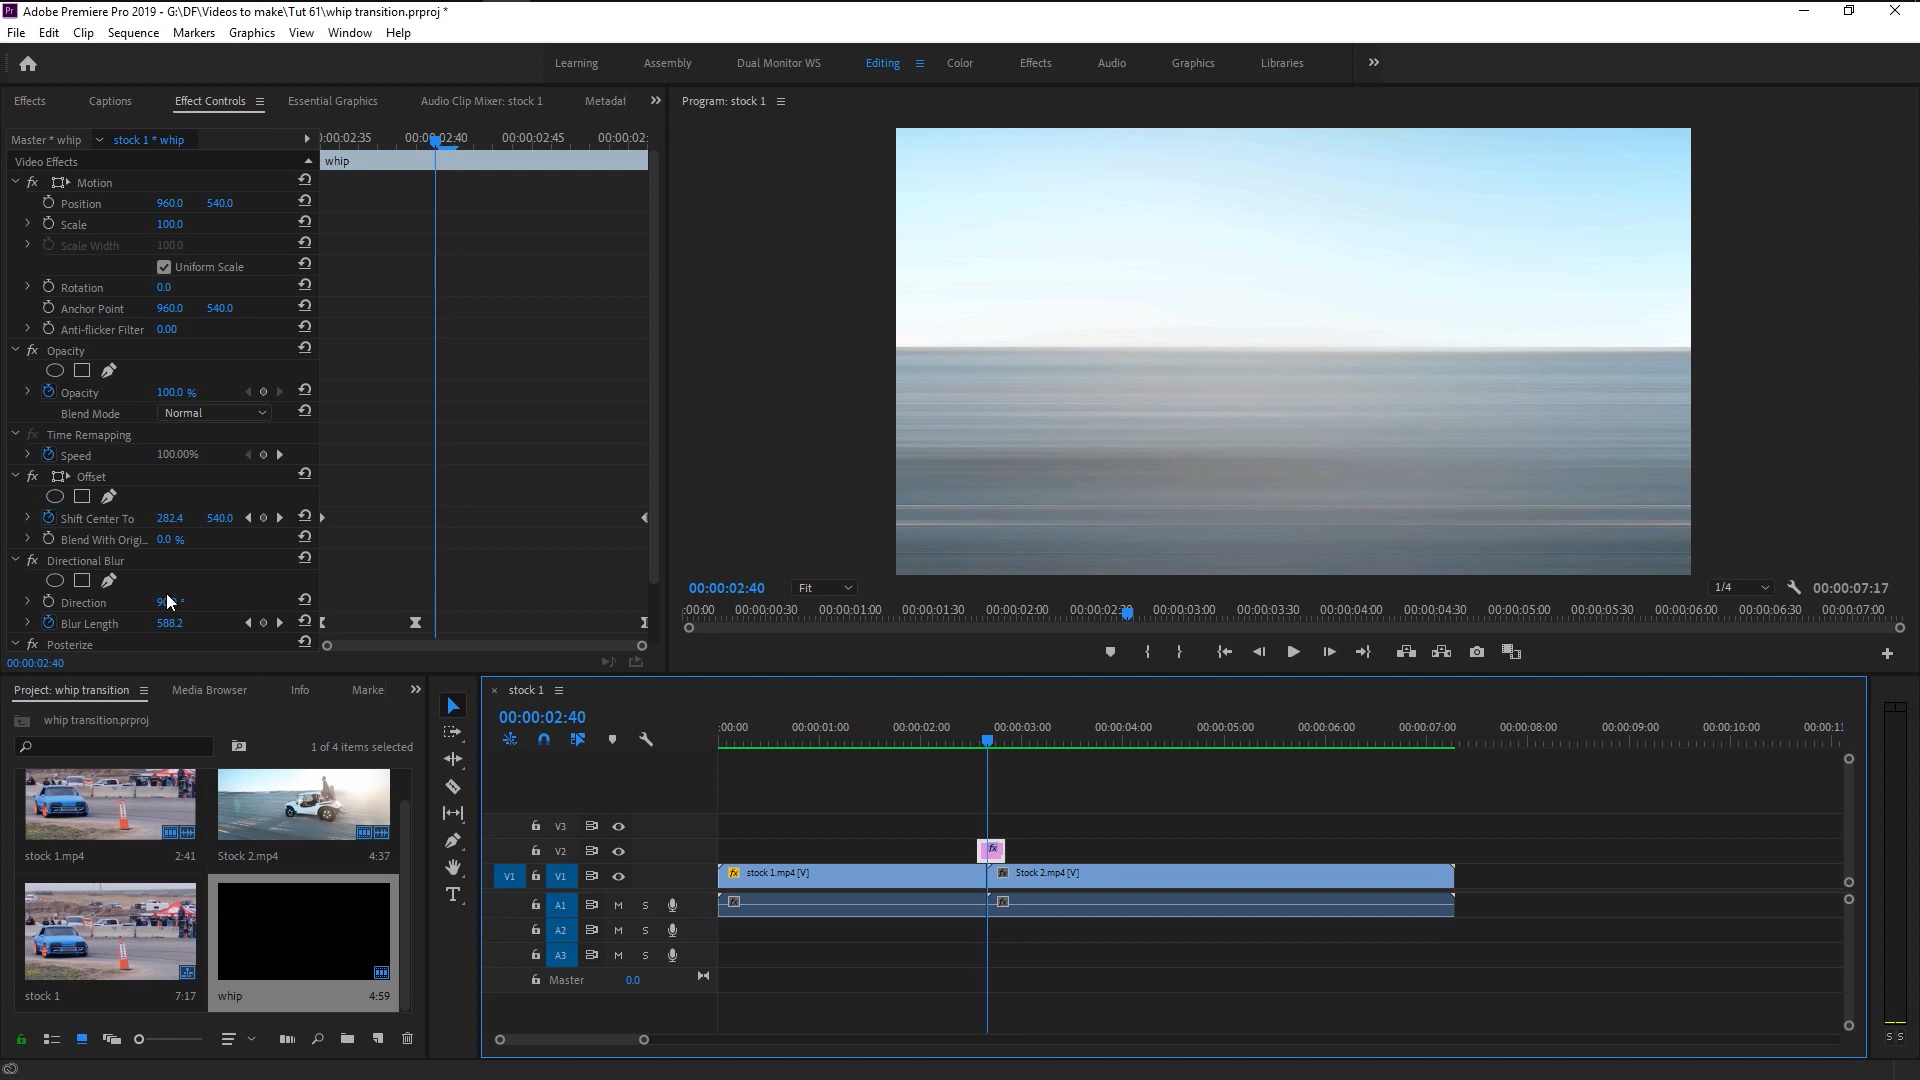 Pr Adobe Premiere Pro 2019 - G:\DF\Videos to make\Tut 61\whip transition.prproj *
File Edit Clip Sequence Markers Graphics View Window Help
Learning Assembly Dual Monitor WS Editing Color Effects Audio Graphics Libraries
Effects Captions Effect Controls Essential Graphics Audio Clip Mixer: stock 1 Metadat
Program: stock 1
Master * whip stock 1 * whip
):00:02:35 00:00:02:40 00:00:02:45 00:00:02:
Video Effects
whip
fx Motion
Position 960.0 540.0
Scale 100.0
Scale Width 100.0
Uniform Scale
Rotation 0.0
Anchor Point 960.0 540.0
Anti-flicker Filter 0.00
fx Opacity
Opacity 100.0 %
Blend Mode Normal
fx Time Remapping
Speed 100.00%
fx Offset
Shift Center To 282.4 540.0
Blend With Origi... 0.0 %
fx Directional Blur
Direction
Blur Length 588.2
fx Posterize
00:00:02:40
00:00:02:40 Fit 1/4 00:00:07:17
:00:00 00:00:00:30 00:00:01:00 00:00:01:30 00:00:02:00 00:00:03:00 00:00:03:30 00:00:04:00 00:00:04:30 00:00:05:00 00:00:05:30 00:00:06:00 00:00:06:30 00:00:07:00
Project: whip transition Media Browser Info Marke
whip transition.prproj
1 of 4 items selected
stock 1.mp4 2:41
Stock 2.mp4 4:37
stock 1 7:17
whip 4:59
stock 1
00:00:02:40
:00:00 00:00:01:00 00:00:02:00 00:00:03:00 00:00:04:00 00:00:05:00 00:00:06:00 00:00:07:00 00:00:08:00 00:00:09:00 00:00:10:00 00:00:11:
V3
V2 fx
V1 V1 fx stock 1.mp4 [V] fx Stock 2.mp4 [V]
A1 M S fx fx
A2 M S
A3 M S
Master 0.0
T
S S